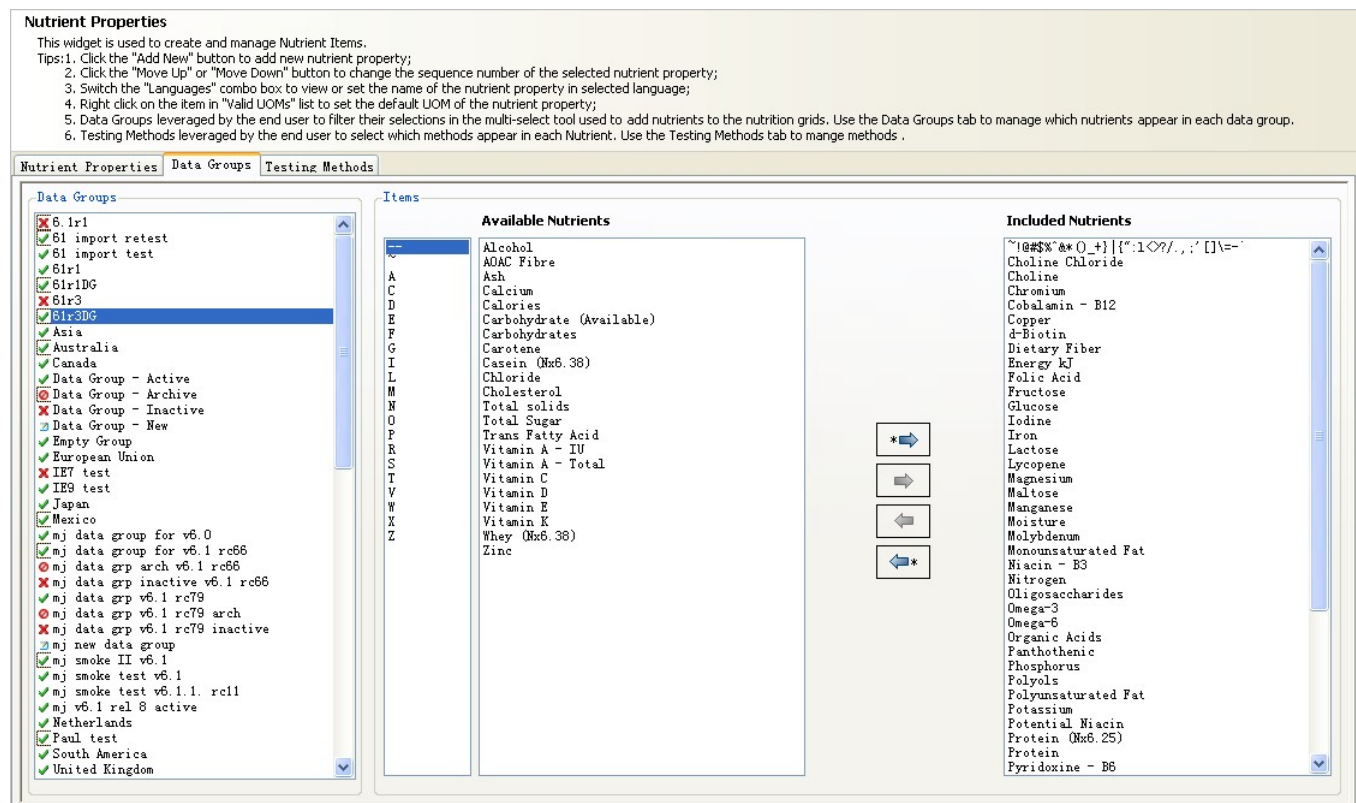 Nutrient Properties
This widget is used to create and manage Nutrient Items.
Tips:1. Click the "Add New" button to add new nutrient property;
2. Click the "Move Up" or "Move Down" button to change the sequence number of the selected nutrient property;
3. Switch the "Languages" combo box to view or set the name of the nutrient property in selected language;
4. Right click on the item in "Valid UOMs" list to set the default UOM of the nutrient property;
5. Data Groups leveraged by the end user to filter their selections in the multi-select tool used to add nutrients to the nutrition grids. Use the Data Groups tab to manage which nutrients appear in each data group.
6. Testing Methods leveraged by the end user to select which methods appear in each Nutrient. Use the Testing Methods tab to mange methods .
Nutrient Properties Data Groups Testing Methods
Data Groups
6.1r1
61 import retest
61 import test
61r1
61r1DG
61r3
61r3DG
Asia
Australia
Canada
Data Group - Active
Data Group - Archive
Data Group - Inactive
Data Group - New
Empty Group
European Union
IE7 test
IE9 test
Japan
Mexico
mj data group for v6.0
mj data group for v6.1 rc66
mj data grp arch v6.1 rc66
mj data grp inactive v6.1 rc66
mj data grp v6.1 rc79
mj data grp v6.1 rc79 arch
mj data grp v6.1 rc79 inactive
mj new data group
mj smoke II v6.1
mj smoke test v6.1
mj smoke test v6.1.1. rc11
mj v6.1 rel 8 active
Netherlands
Paul test
South America
United Kingdom
Items
--
~
A
C
D
E
F
G
I
L
M
N
O
P
R
S
T
V
W
X
Z
Available Nutrients
Alcohol
AOAC Fibre
Ash
Calcium
Calories
Carbohydrate (Available)
Carbohydrates
Carotene
Casein (Nx6.38)
Chloride
Cholesterol
Total solids
Total Sugar
Trans Fatty Acid
Vitamin A - IU
Vitamin A - Total
Vitamin C
Vitamin D
Vitamin E
Vitamin K
Whey (Nx6.38)
Zinc
*
*
Included Nutrients
~!@#$%^&*()_+}|{":l<>?/.,;'[]\=-`
Choline Chloride
Choline
Chromium
Cobalamin - B12
Copper
d-Biotin
Dietary Fiber
Energy kJ
Folic Acid
Fructose
Glucose
Iodine
Iron
Lactose
Lycopene
Magnesium
Maltose
Manganese
Moisture
Molybdenum
Monounsaturated Fat
Niacin - B3
Nitrogen
Oligosaccharides
Omega-3
Omega-6
Organic Acids
Panthothenic
Phosphorus
Polyols
Polyunsaturated Fat
Potassium
Potential Niacin
Protein (Nx6.25)
Protein
Pyridoxine - B6